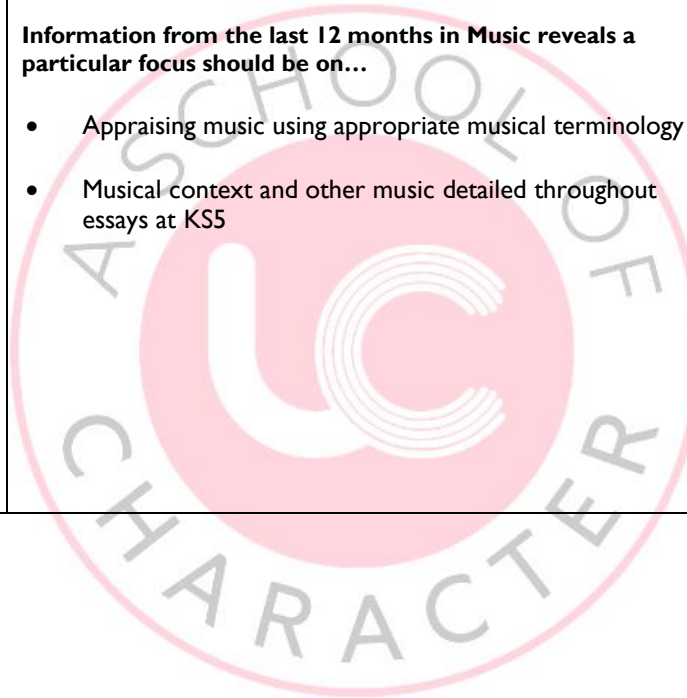 Information from the last 12 months in Music reveals a
particular focus should be on…
• Appraising music using appropriate musical terminology
• Musical context and other music detailed throughout
essays at KS5
A SCHOOL OF
LC
CHARACTER